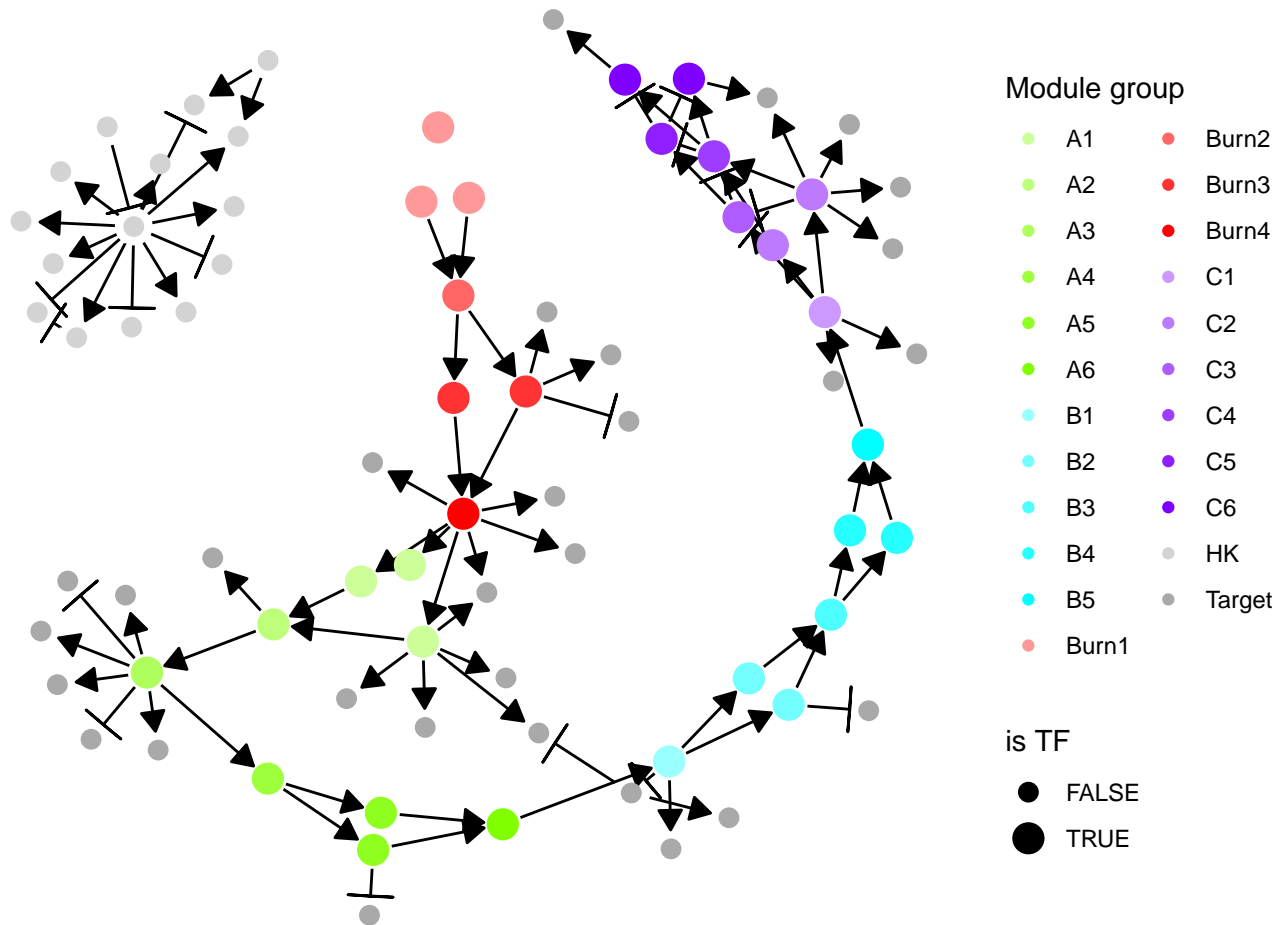 Module group
A1
A2
A3
A4
A5
A6
B1
B2
B3
B4
B5
Burn1
Burn2
Burn3
Burn4
C1
C2
C3
C4
C5
C6
HK
Target
is TF
FALSE
TRUE